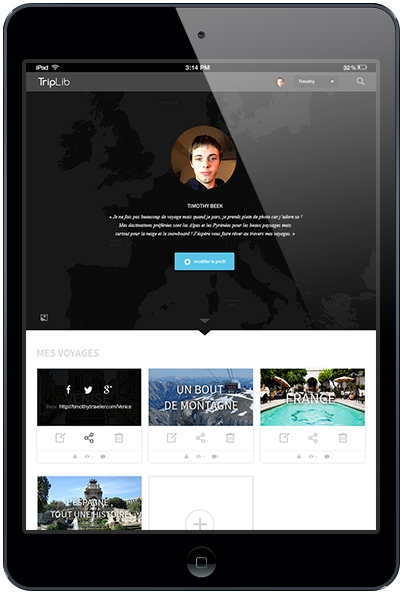 iPad 3:14 PM 32 %
TripLib Timothy
TIMOTHY BEEK
« Je ne fais pas beaucoup de voyage mais quand je pars, je prends plein de photo car j'adore sa !
Mes destinations préférées sont les Alpes et les Pyrénées pour les beaux paysages mais
surtout pour la neige et le snowboard ! J'éspère vous faire rêver au travers mes voyages. »
modifier le profil
MES VOYAGES
VENISE
http://timothytraveler.com/Venice
UN BOUT
DE MONTAGNE
FRANCE
L'ESPAGNE
TOUT UNE HISTOIRE